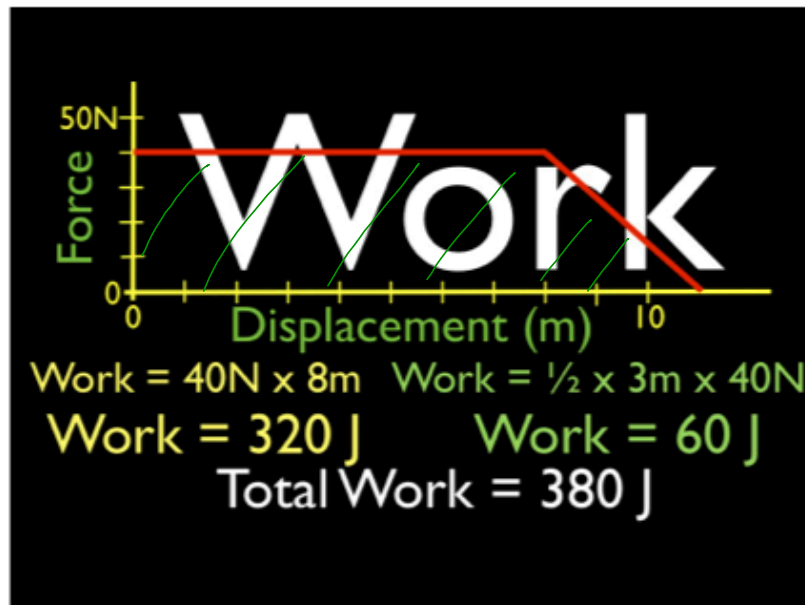 Work
50N
Force
0
0 10
Displacement (m)
Work = 40N x 8m Work = ½ x 3m x 40N
Work = 320 J Work = 60 J
Total Work = 380 J